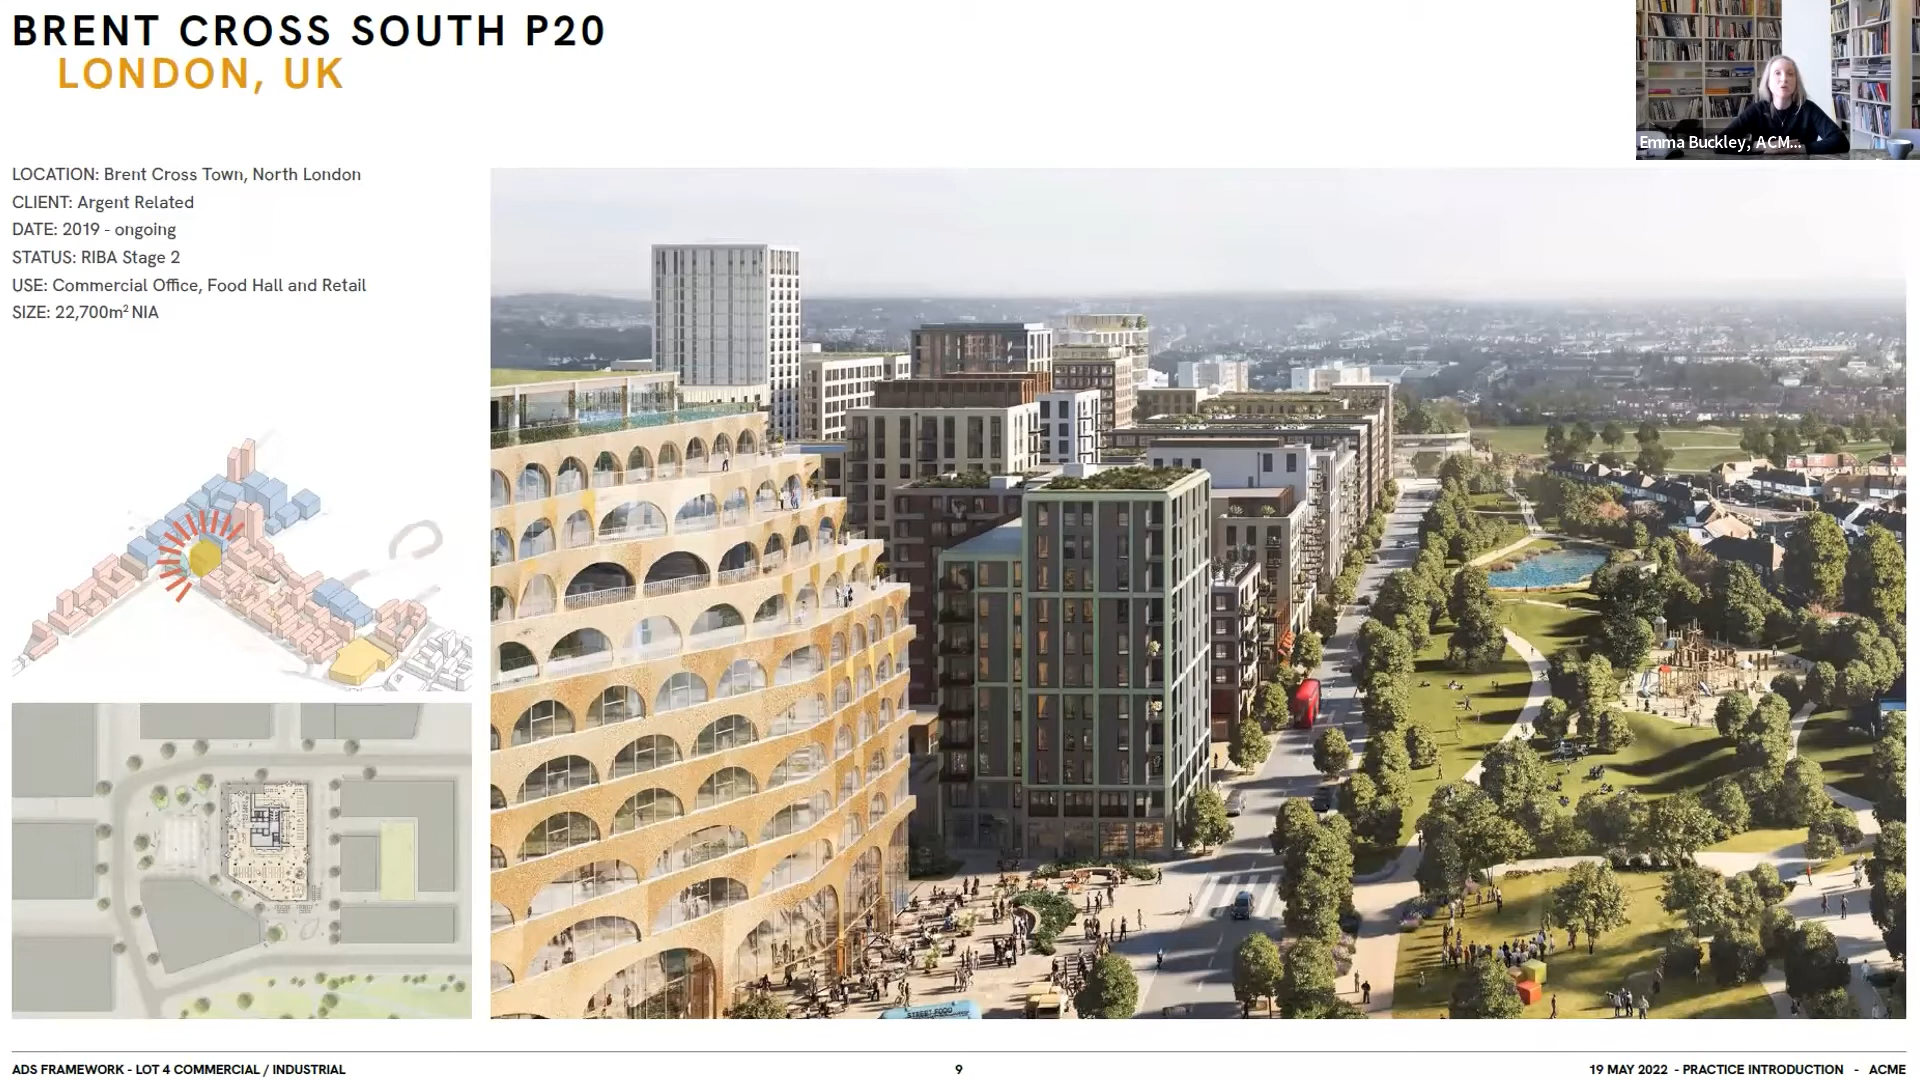 BRENT CROSS SOUTH P20
LONDON, UK
Emma Buckley, ACM...
LOCATION: Brent Cross Town, North London
CLIENT: Argent Related
DATE: 2019 - ongoing
STATUS: RIBA Stage 2
USE: Commercial Office, Food Hall and Retail
SIZE: 22,700m² NIA
STREET FOOD
ADS FRAMEWORK - LOT 4 COMMERCIAL / INDUSTRIAL
9
19 MAY 2022 - PRACTICE INTRODUCTION - ACME